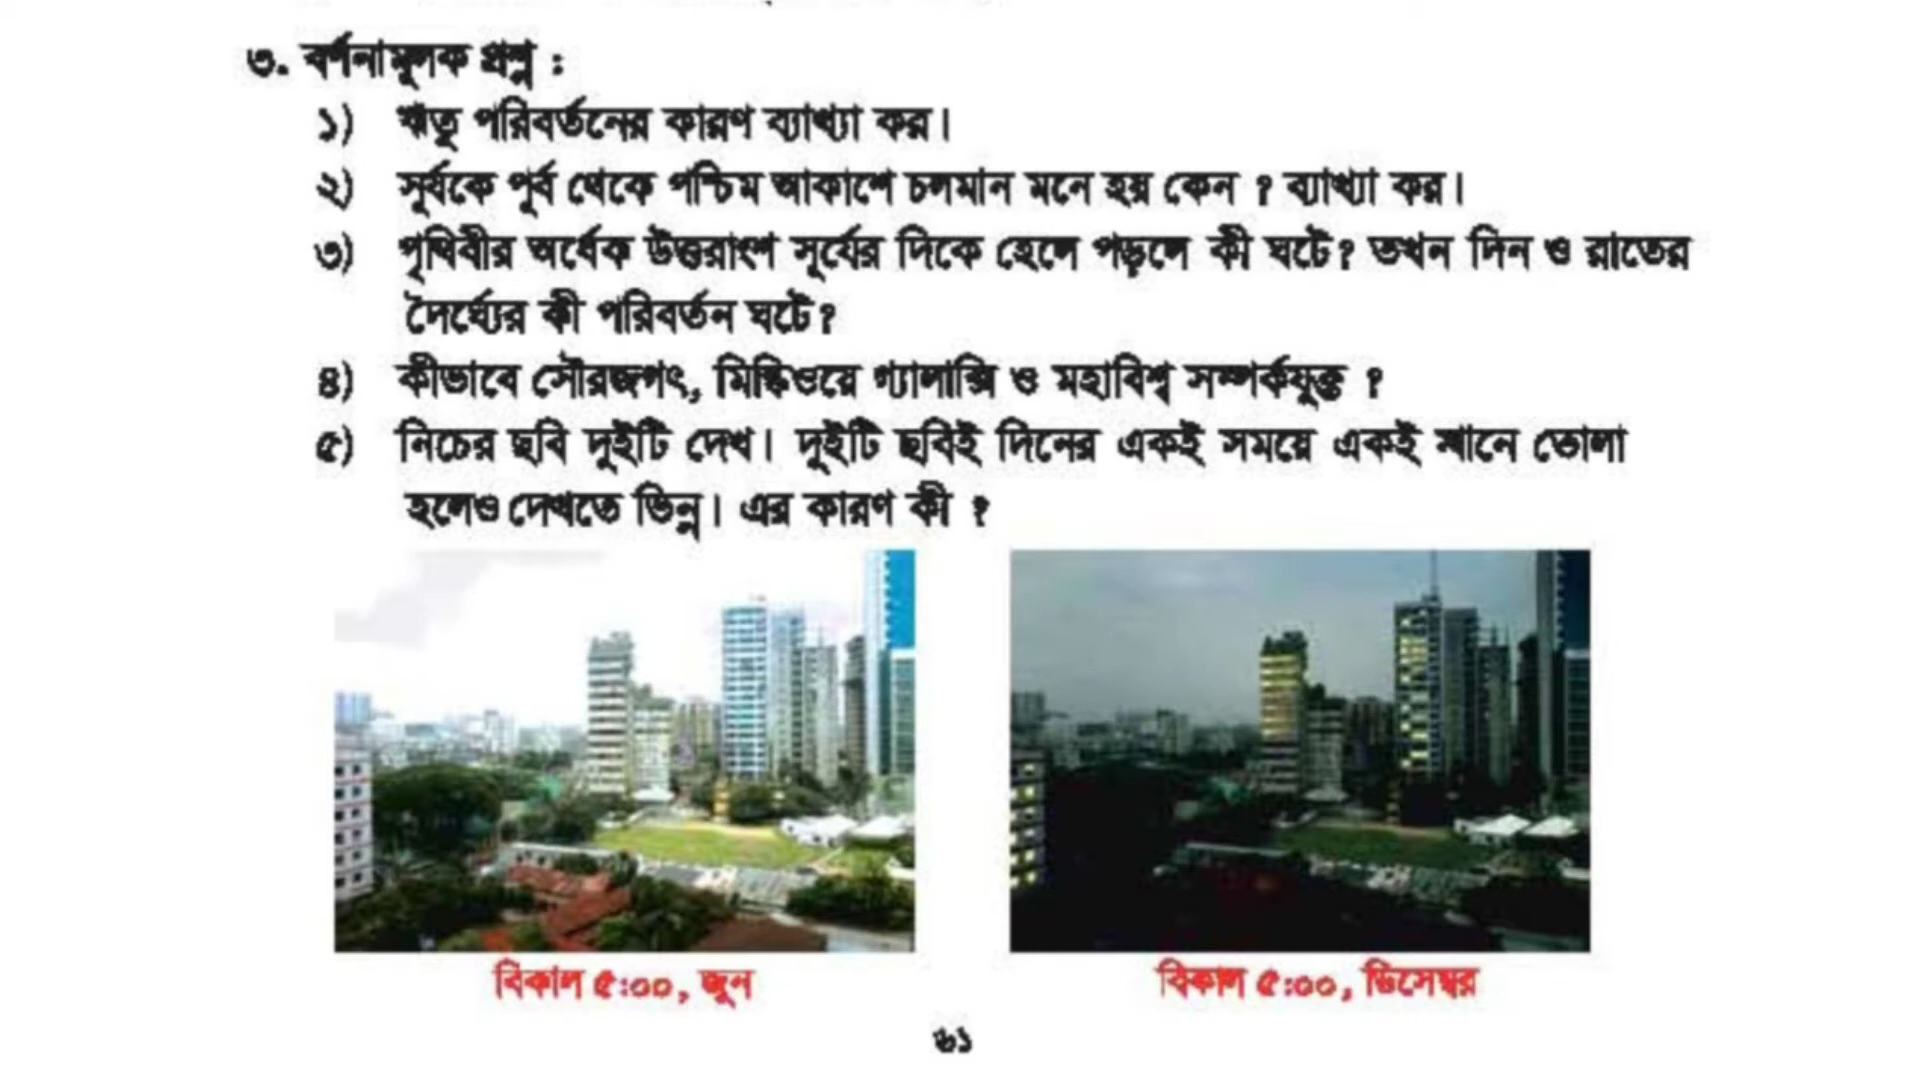 ৩. বর্ণনামূলক প্রশ্ন :
১) ঋতু পরিবর্তনের কারণ ব্যাখ্যা কর।
২) সূর্যকে পূর্ব থেকে পশ্চিম আকাশে চলমান মনে হয় কেন ? ব্যাখ্যা কর।
৩) পৃথিবীর অর্ধেক উত্তরাংশ সূর্যের দিকে হেলে পড়লে কী ঘটে? তখন দিন ও রাতের
দৈর্ঘ্যের কী পরিবর্তন ঘটে?
৪) কীভাবে সৌরজগৎ, মিল্কিওয়ে গ্যালাক্সি ও মহাবিশ্ব সম্পর্কযুক্ত ?
৫) নিচের ছবি দুইটি দেখ। দুইটি ছবিই দিনের একই সময়ে একই স্থানে তোলা
হলেও দেখতে ভিন্ন। এর কারণ কী ?
বিকাল ৫:০০, জুন
বিকাল ৫:০০, ডিসেম্বর
৬১